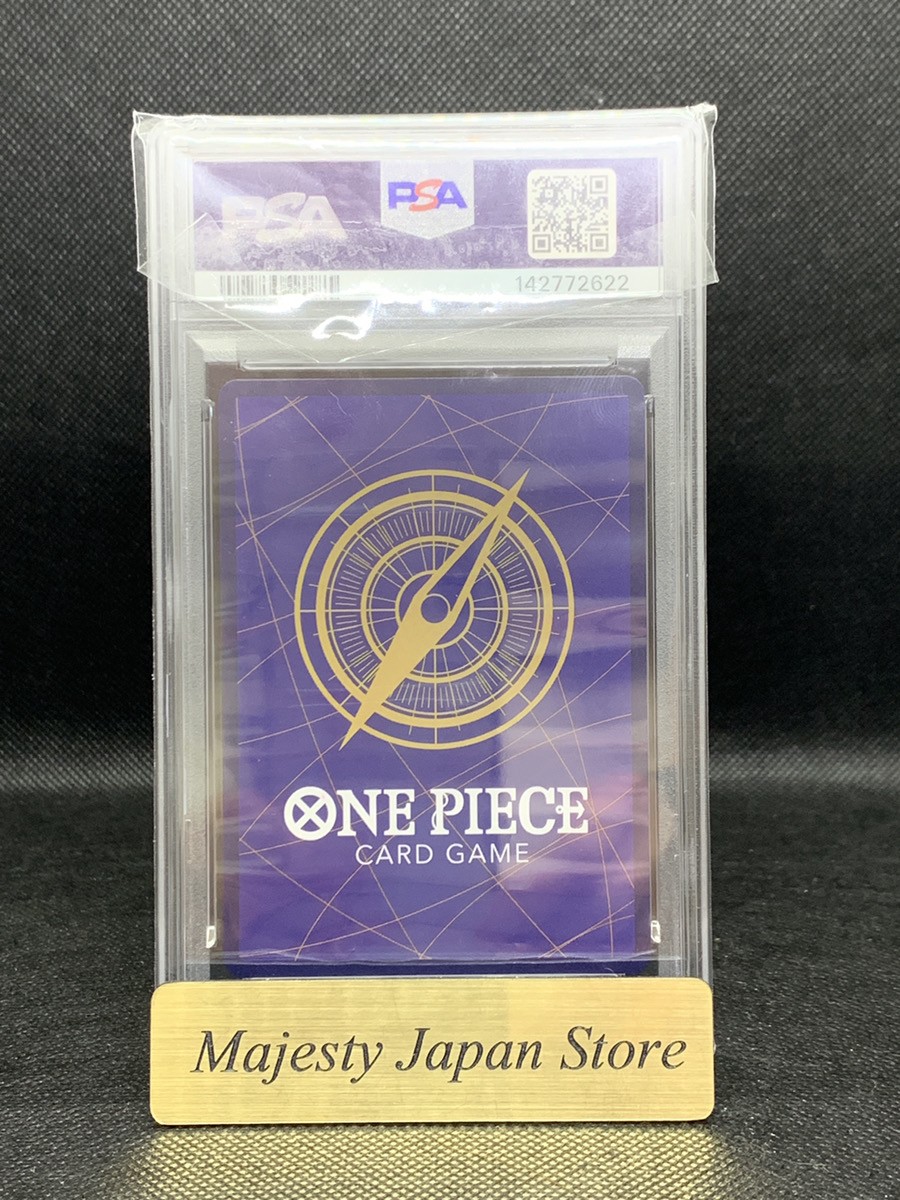 PSA
PSA
142772622
ONE PIECE
CARD GAME
Majesty Japan Store